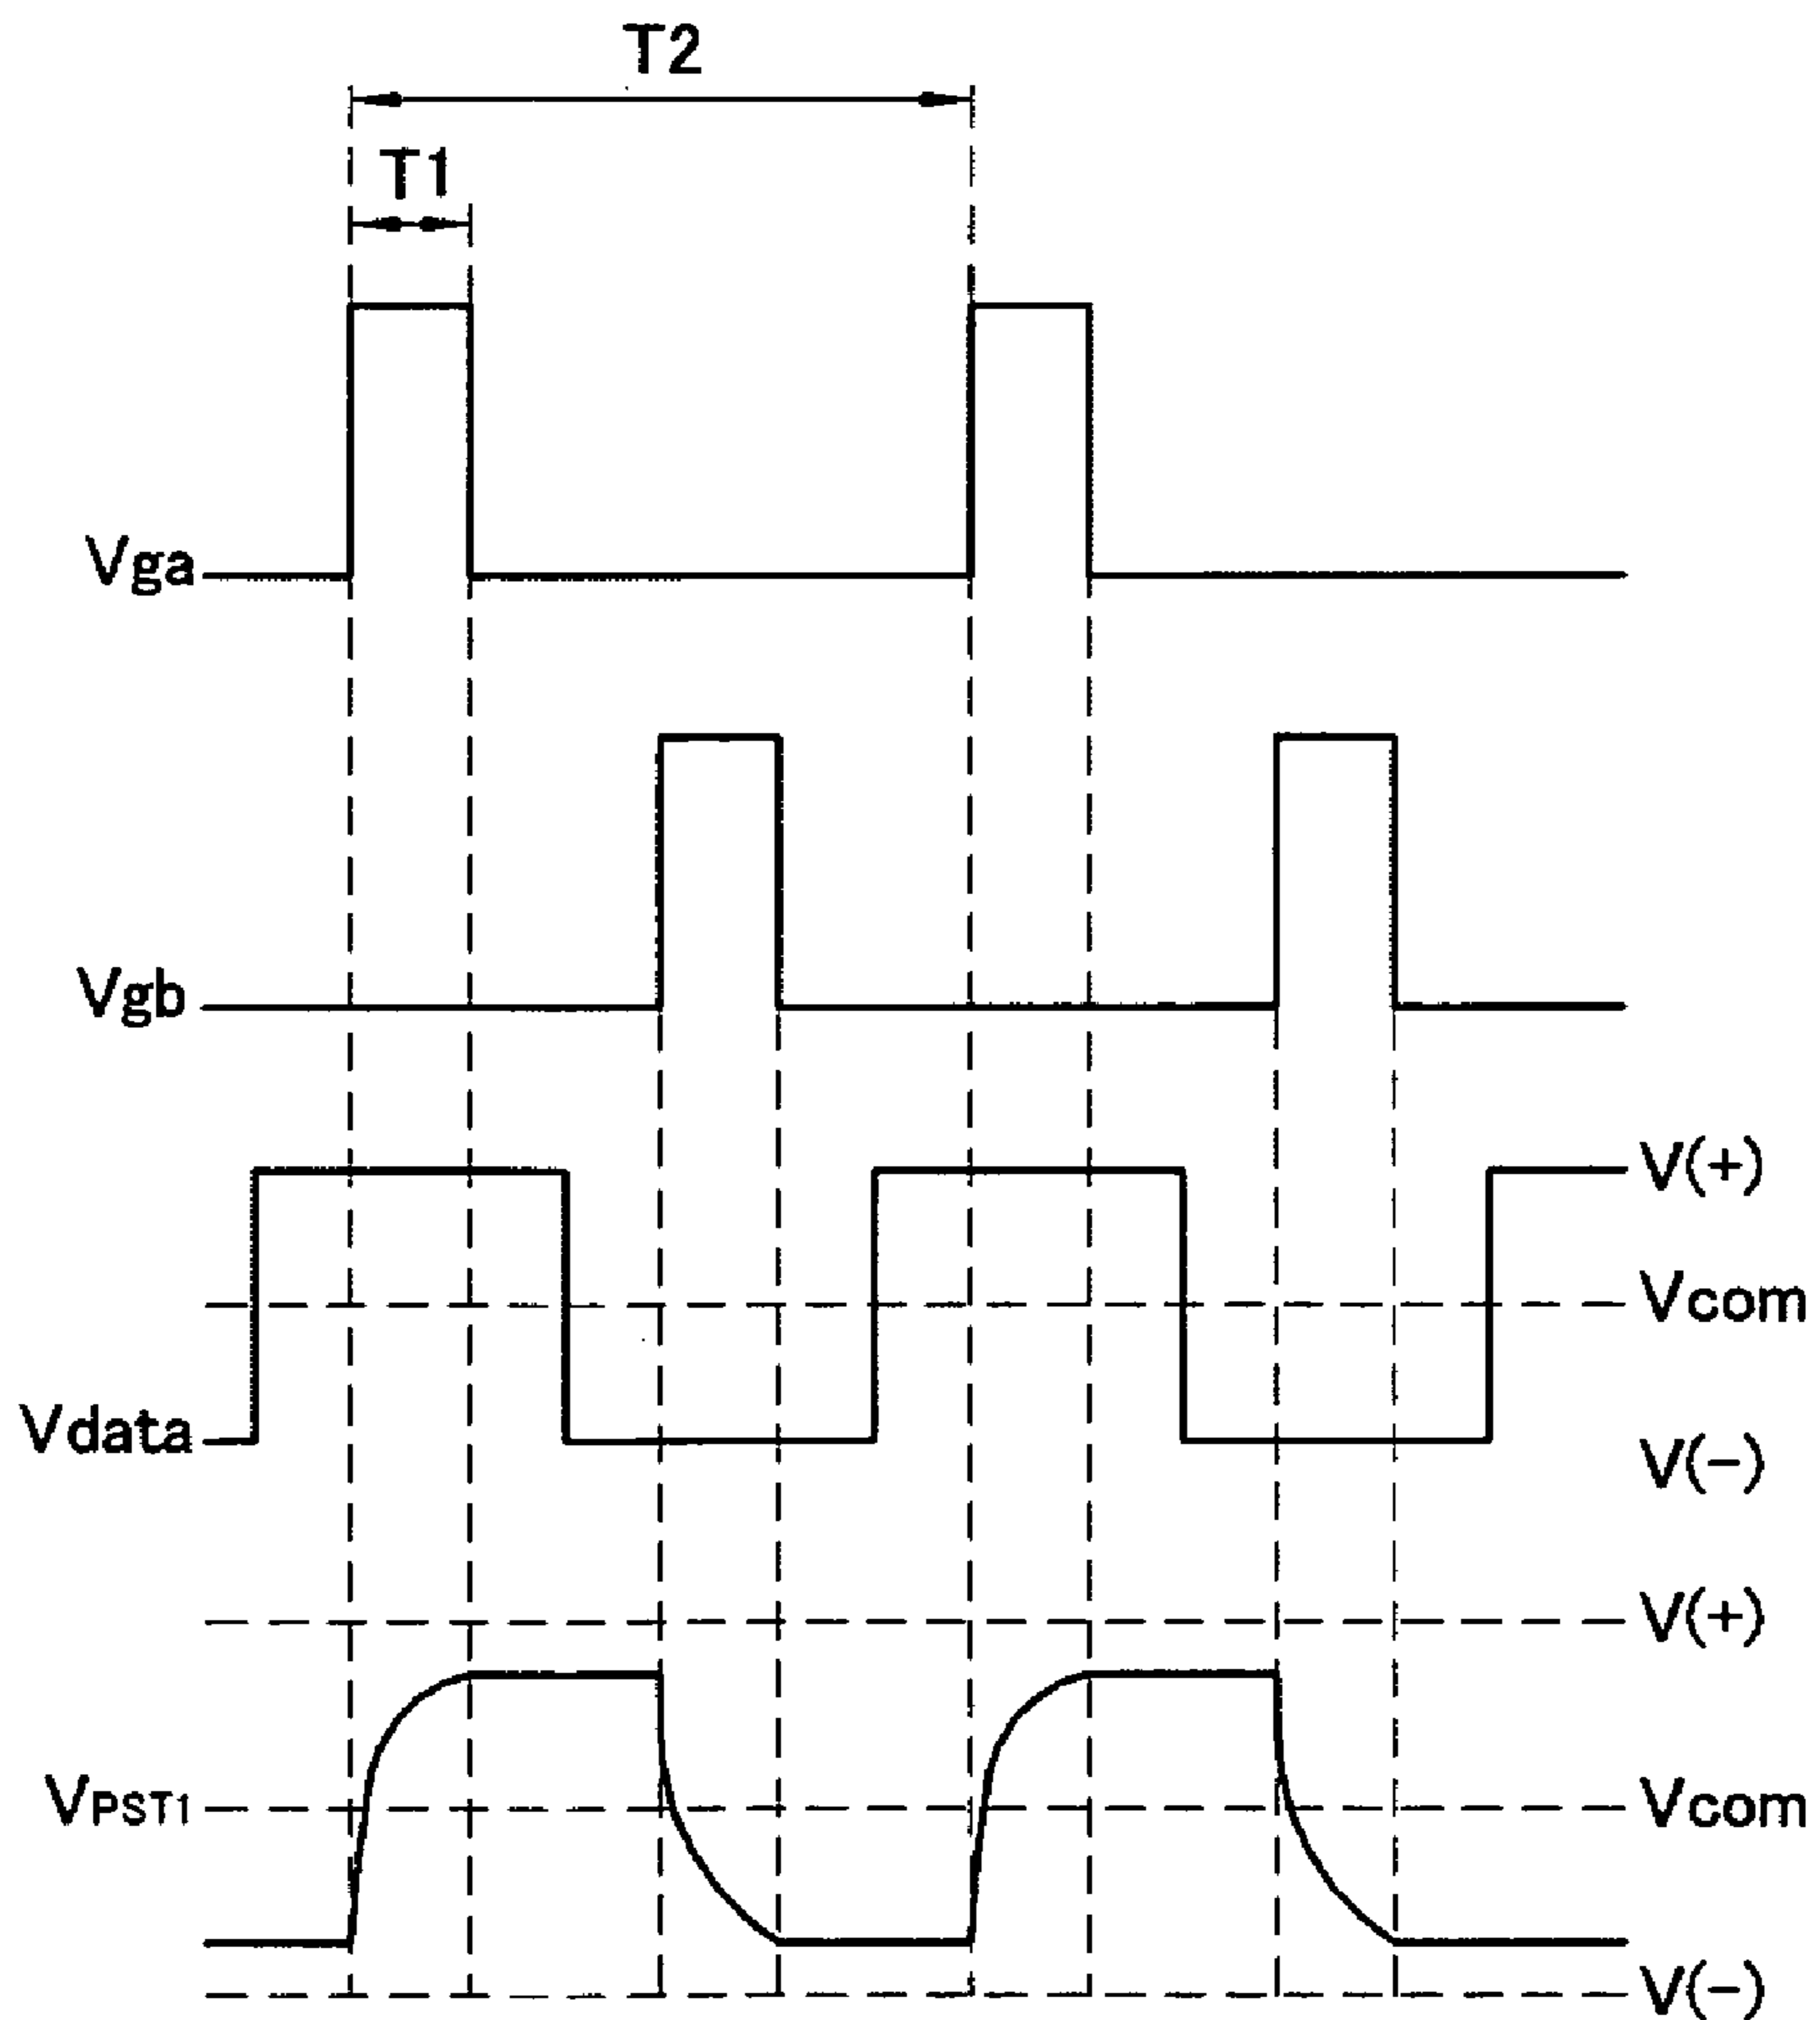 T2
T1
Vga
Vgb
V(+)
Vcom
Vdata
V(-)
V(+)
VPST1
Vcom
V(-)